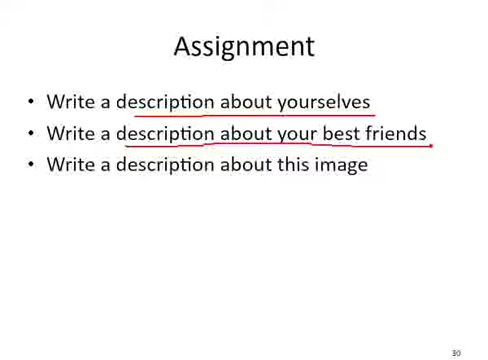 Assignment
• Write a description about yourselves
• Write a description about your best friends
• Write a description about this image
30